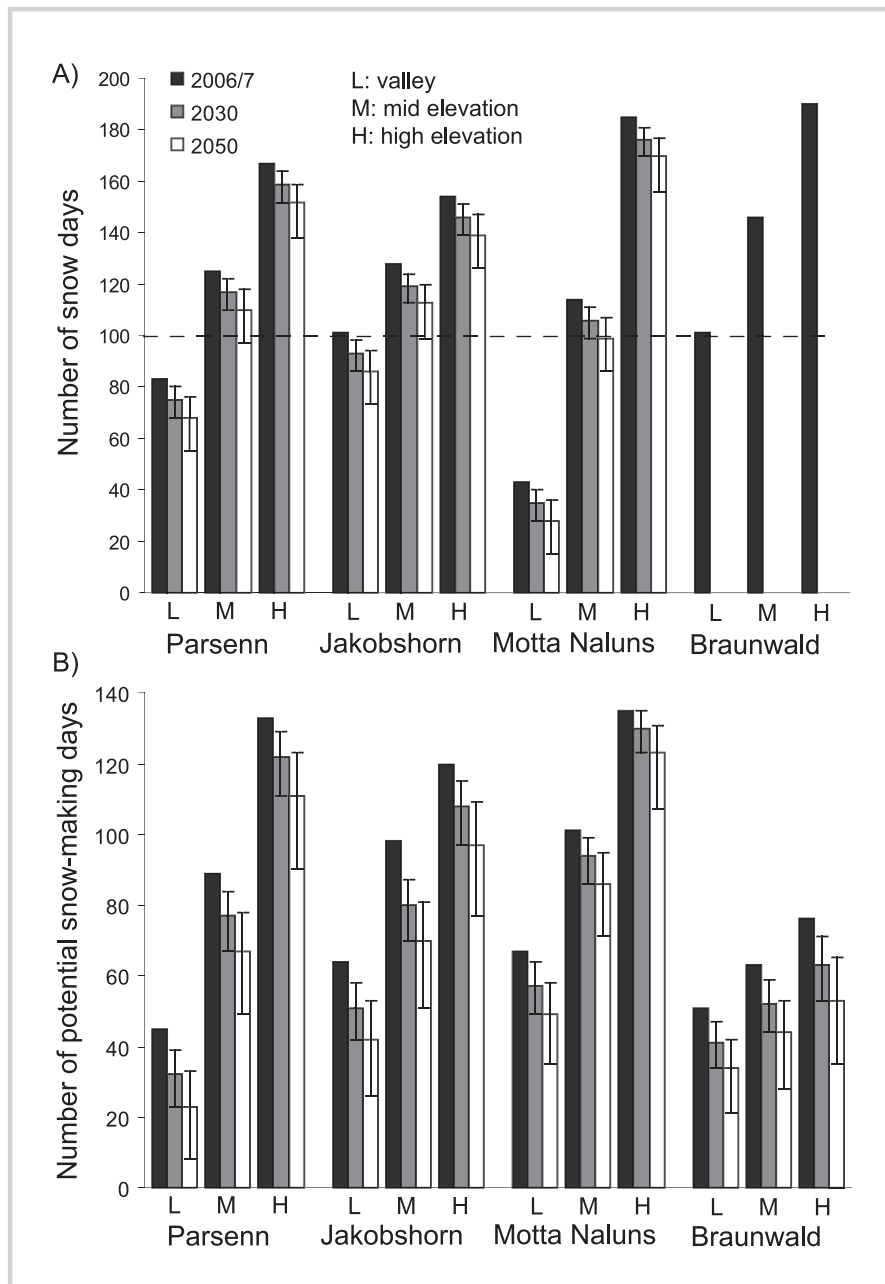 A)
2006/7
2030
2050
L: valley
M: mid elevation
H: high elevation
Number of snow days
200
180
160
140
120
100
80
60
40
20
0
L M H L M H L M H L M H
Parsenn Jakobshorn Motta Naluns Braunwald
B)
Number of potential snow-making days
140
120
100
80
60
40
20
0
L M H L M H L M H L M H
Parsenn Jakobshorn Motta Naluns Braunwald